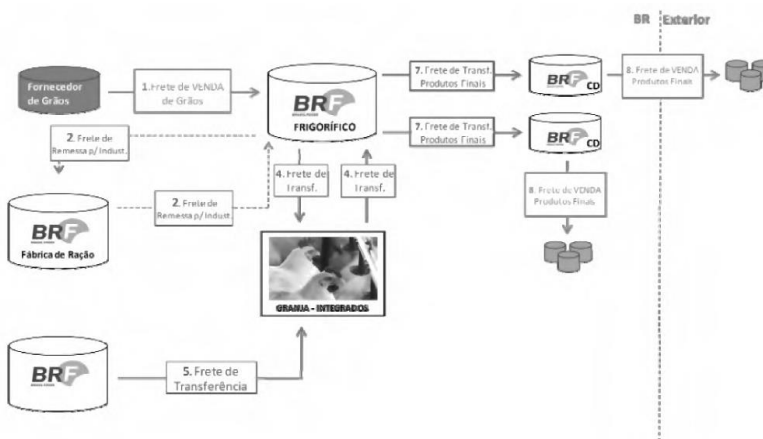 BR Exterior
Fornecedor
de Grãos
1. Frete de VENDA
de Grãos
BRF
FRIGORÍFICO
7. Frete de Transf.
Produtos Finais
BRF CD
8. Frete de VENDA
Produtos Finais
7. Frete de Transf.
Produtos Finais
BRF CD
2. Frete de
Remessa p/ Indust.
4. Frete de
Transf.
4. Frete de
Transf.
8. Frete de VENDA
Produtos Finais
2. Frete de
Remessa p/ Indust.
BRF
Fábrica de Ração
GRANJA - INTEGRADOS
BRF
5. Frete de
Transferência